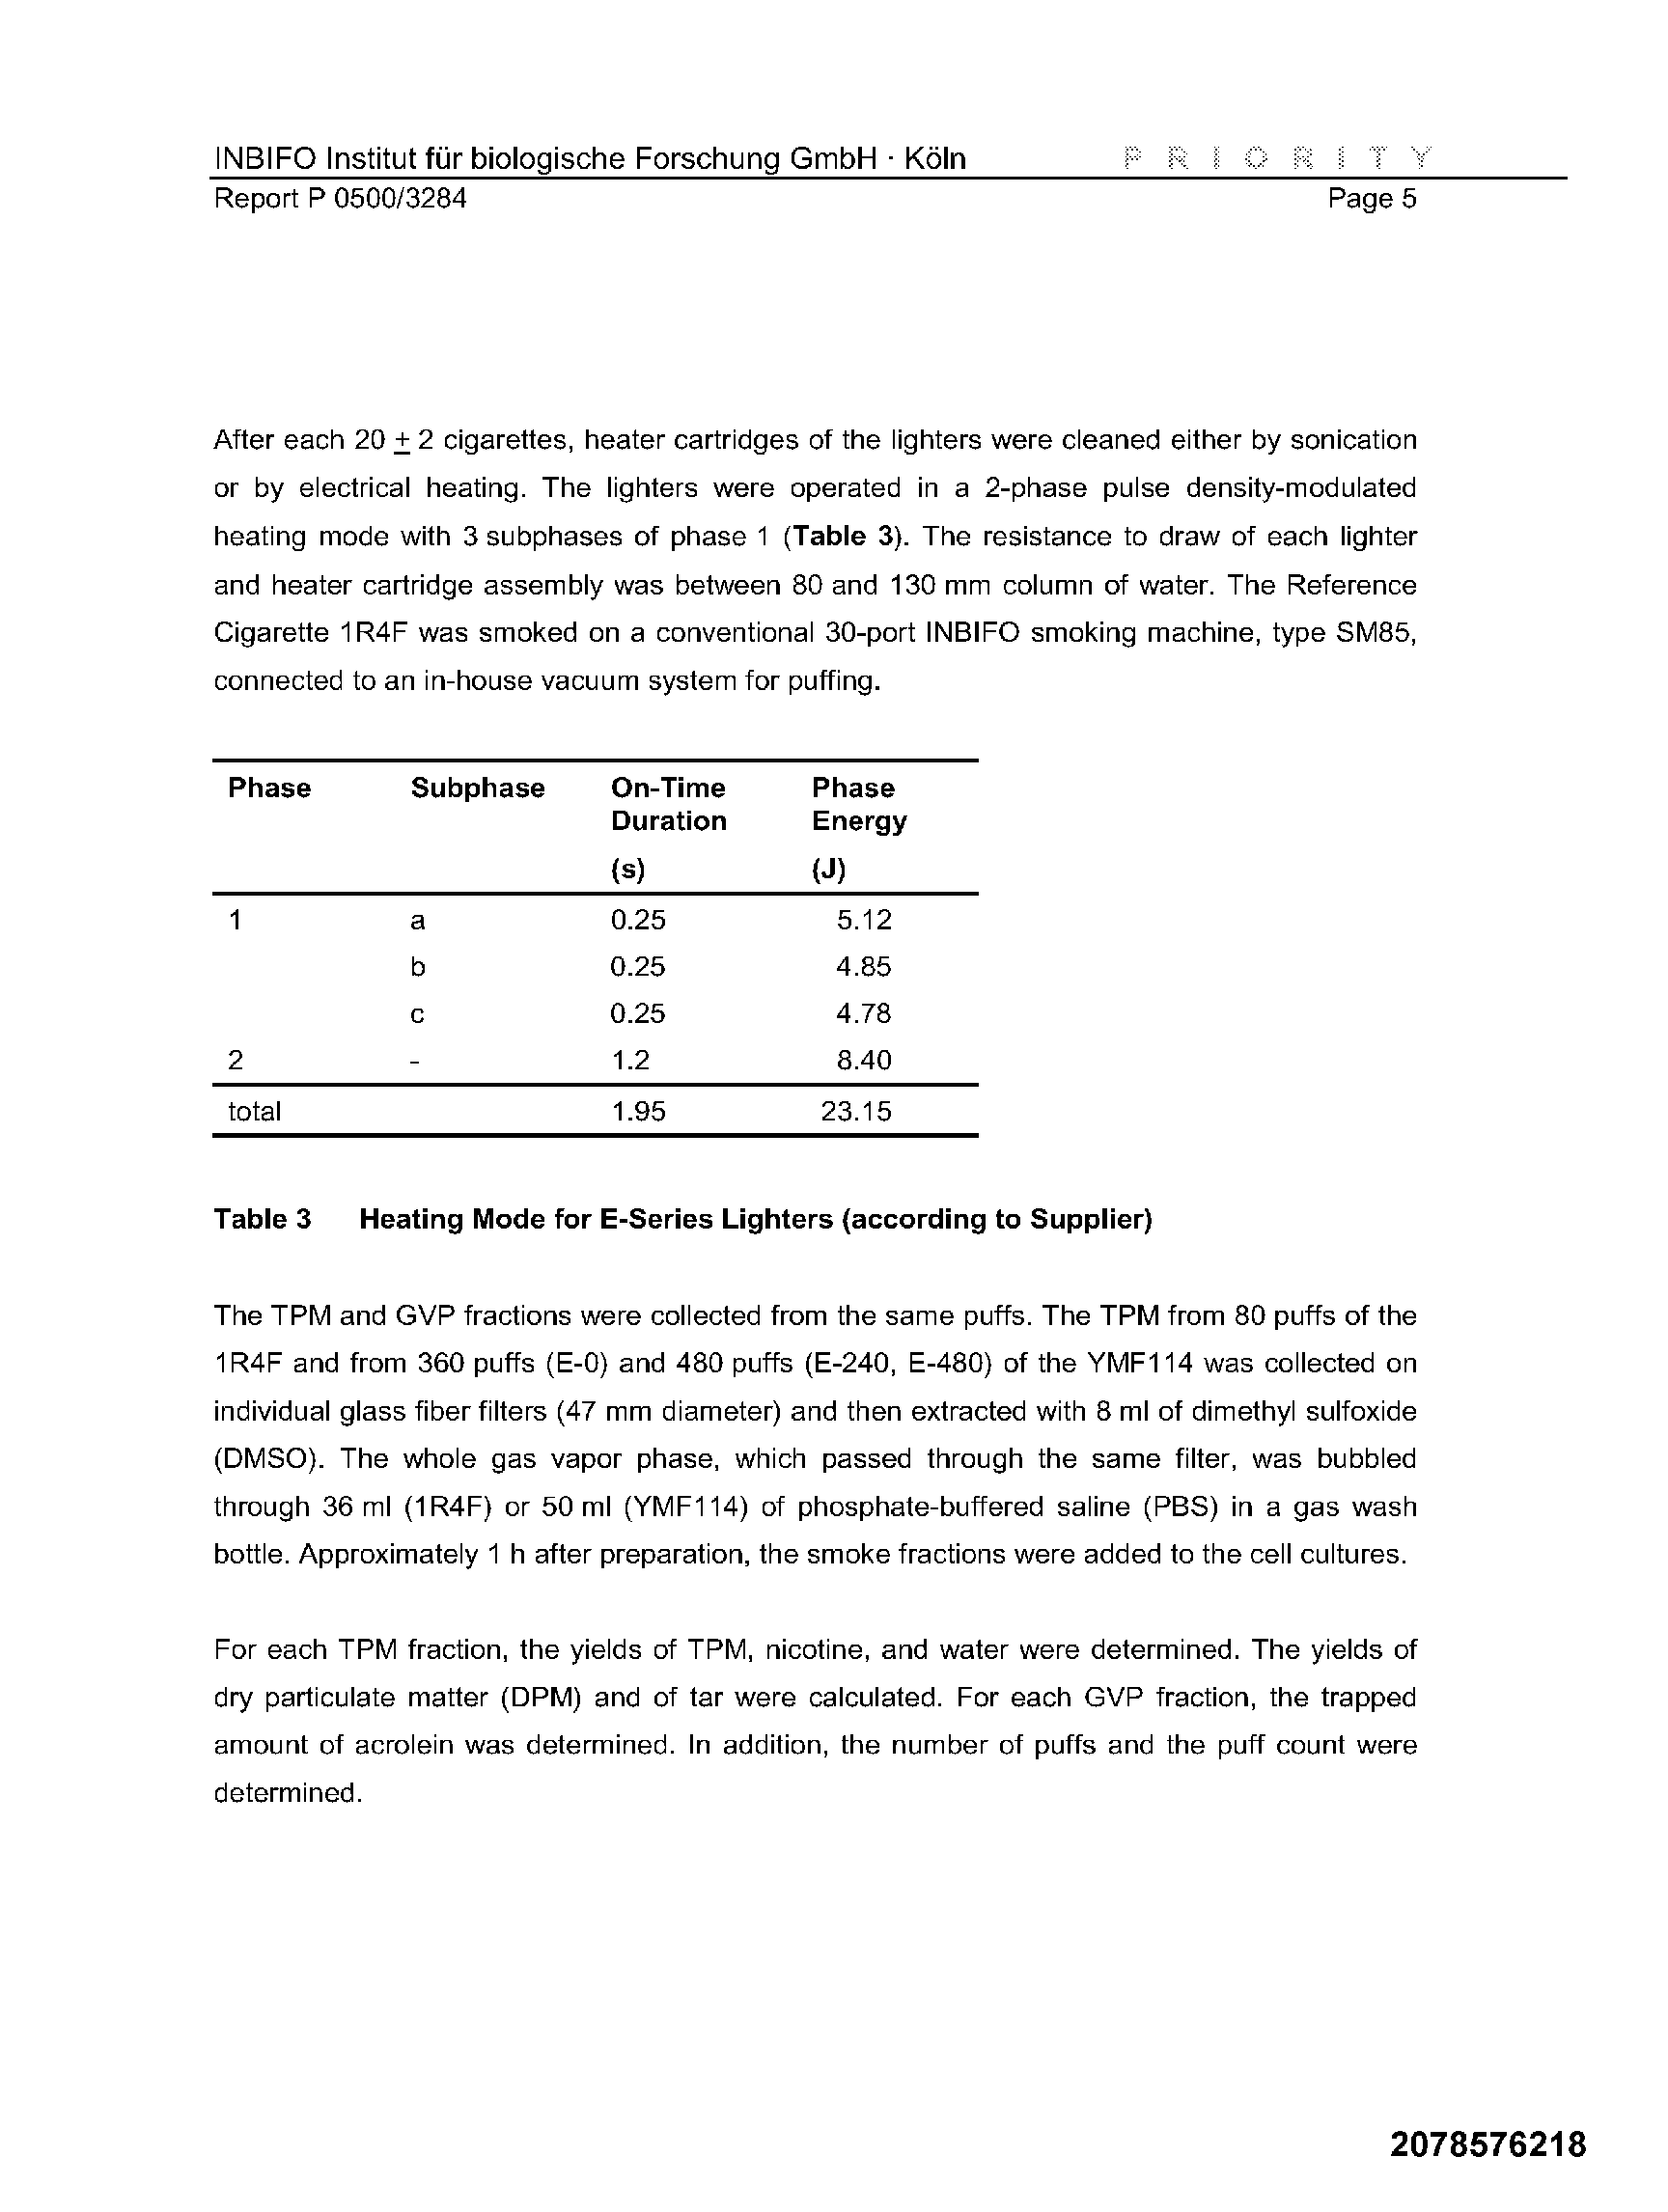 INBIFO Institut für biologische Forschung GmbH · Köln PRIORITY
Report P 0500/3284 Page 5
After each 20 ± 2 cigarettes, heater cartridges of the lighters were cleaned either by sonication
or by electrical heating. The lighters were operated in a 2-phase pulse density-modulated
heating mode with 3 subphases of phase 1 (Table 3). The resistance to draw of each lighter
and heater cartridge assembly was between 80 and 130 mm column of water. The Reference
Cigarette 1R4F was smoked on a conventional 30-port INBIFO smoking machine, type SM85,
connected to an in-house vacuum system for puffing.
Phase Subphase On-Time Phase
Duration Energy
(s) (J)
1 a 0.25 5.12
b 0.25 4.85
c 0.25 4.78
2 - 1.2 8.40
total 1.95 23.15
Table 3 Heating Mode for E-Series Lighters (according to Supplier)
The TPM and GVP fractions were collected from the same puffs. The TPM from 80 puffs of the
1R4F and from 360 puffs (E-0) and 480 puffs (E-240, E-480) of the YMF114 was collected on
individual glass fiber filters (47 mm diameter) and then extracted with 8 ml of dimethyl sulfoxide
(DMSO). The whole gas vapor phase, which passed through the same filter, was bubbled
through 36 ml (1R4F) or 50 ml (YMF114) of phosphate-buffered saline (PBS) in a gas wash
bottle. Approximately 1 h after preparation, the smoke fractions were added to the cell cultures.
For each TPM fraction, the yields of TPM, nicotine, and water were determined. The yields of
dry particulate matter (DPM) and of tar were calculated. For each GVP fraction, the trapped
amount of acrolein was determined. In addition, the number of puffs and the puff count were
determined.
2078576218